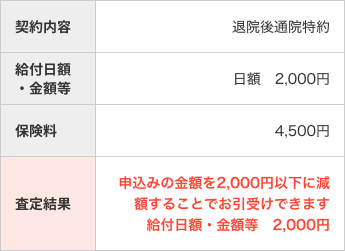 契約内容
退院後通院特約
給付日額
・金額等
日額　2,000円
保険料
4,500円
査定結果
申込みの金額を2,000円以下に減
額することでお引受けできます
給付日額・金額等　2,000円